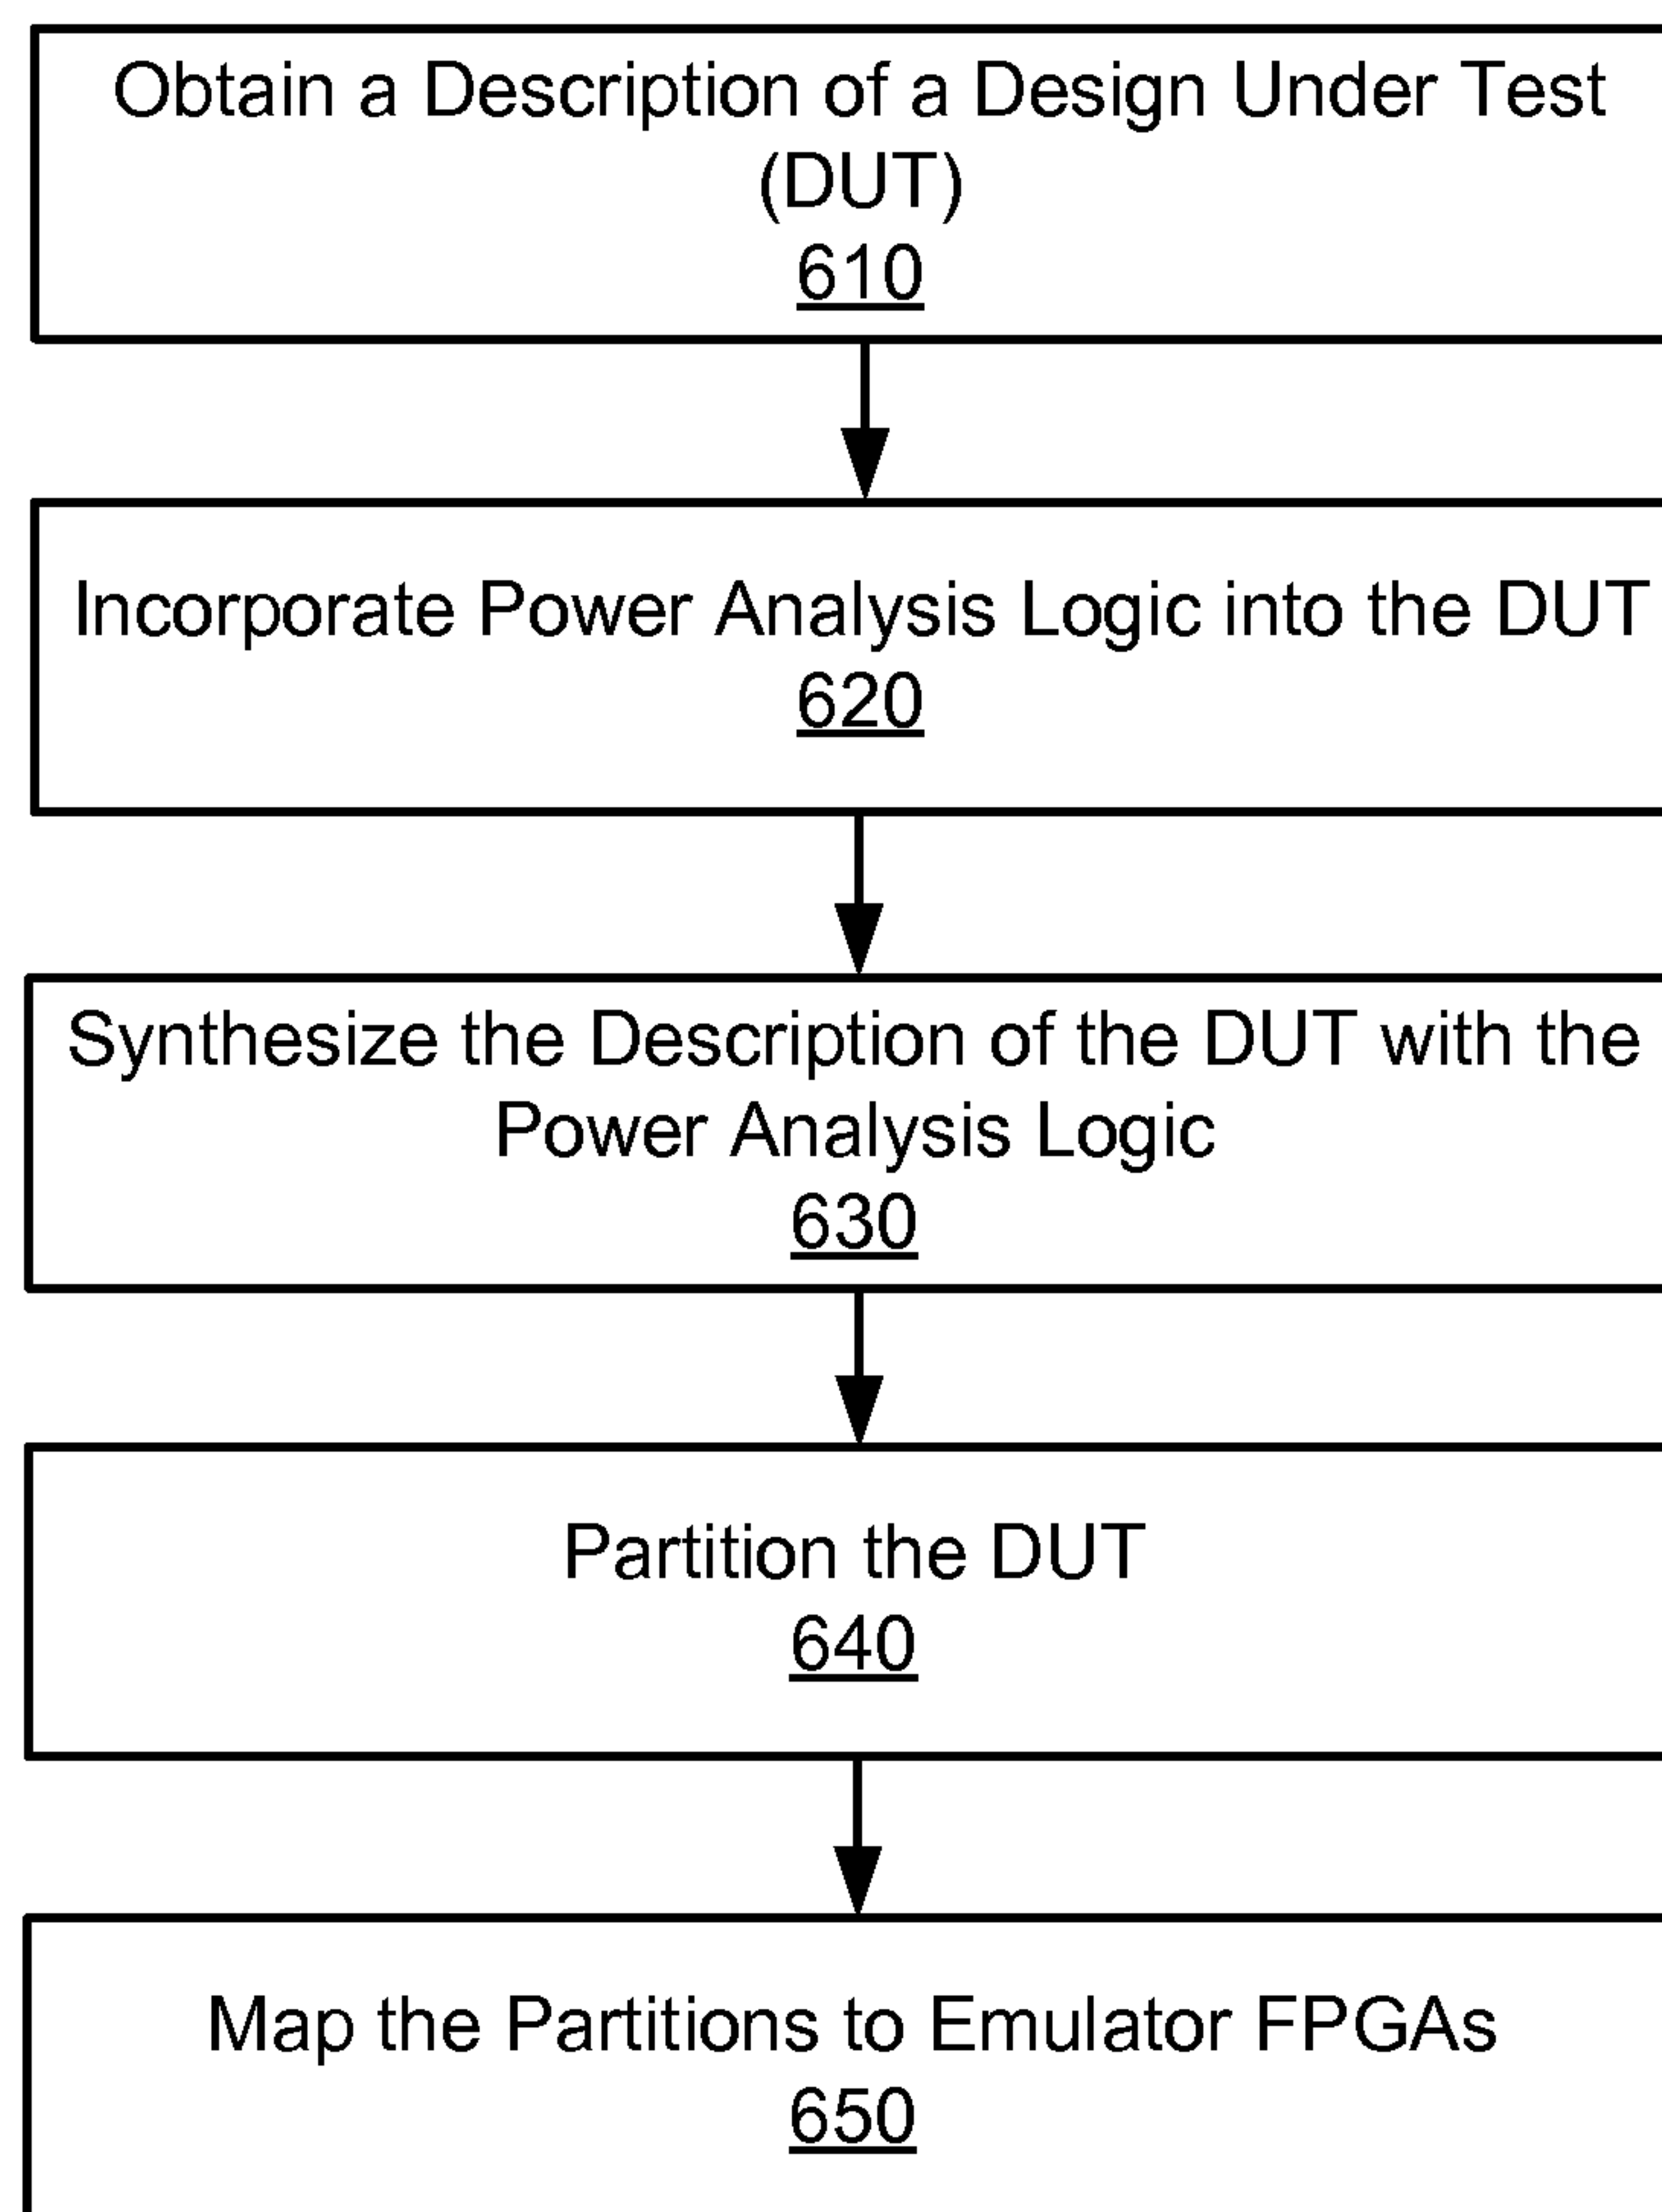 Obtain a Description of a Design Under Test
(DUT)
610
Incorporate Power Analysis Logic into the DUT
620
Synthesize the Description of the DUT with the
Power Analysis Logic
630
Partition the DUT
640
Map the Partitions to Emulator FPGAs
650